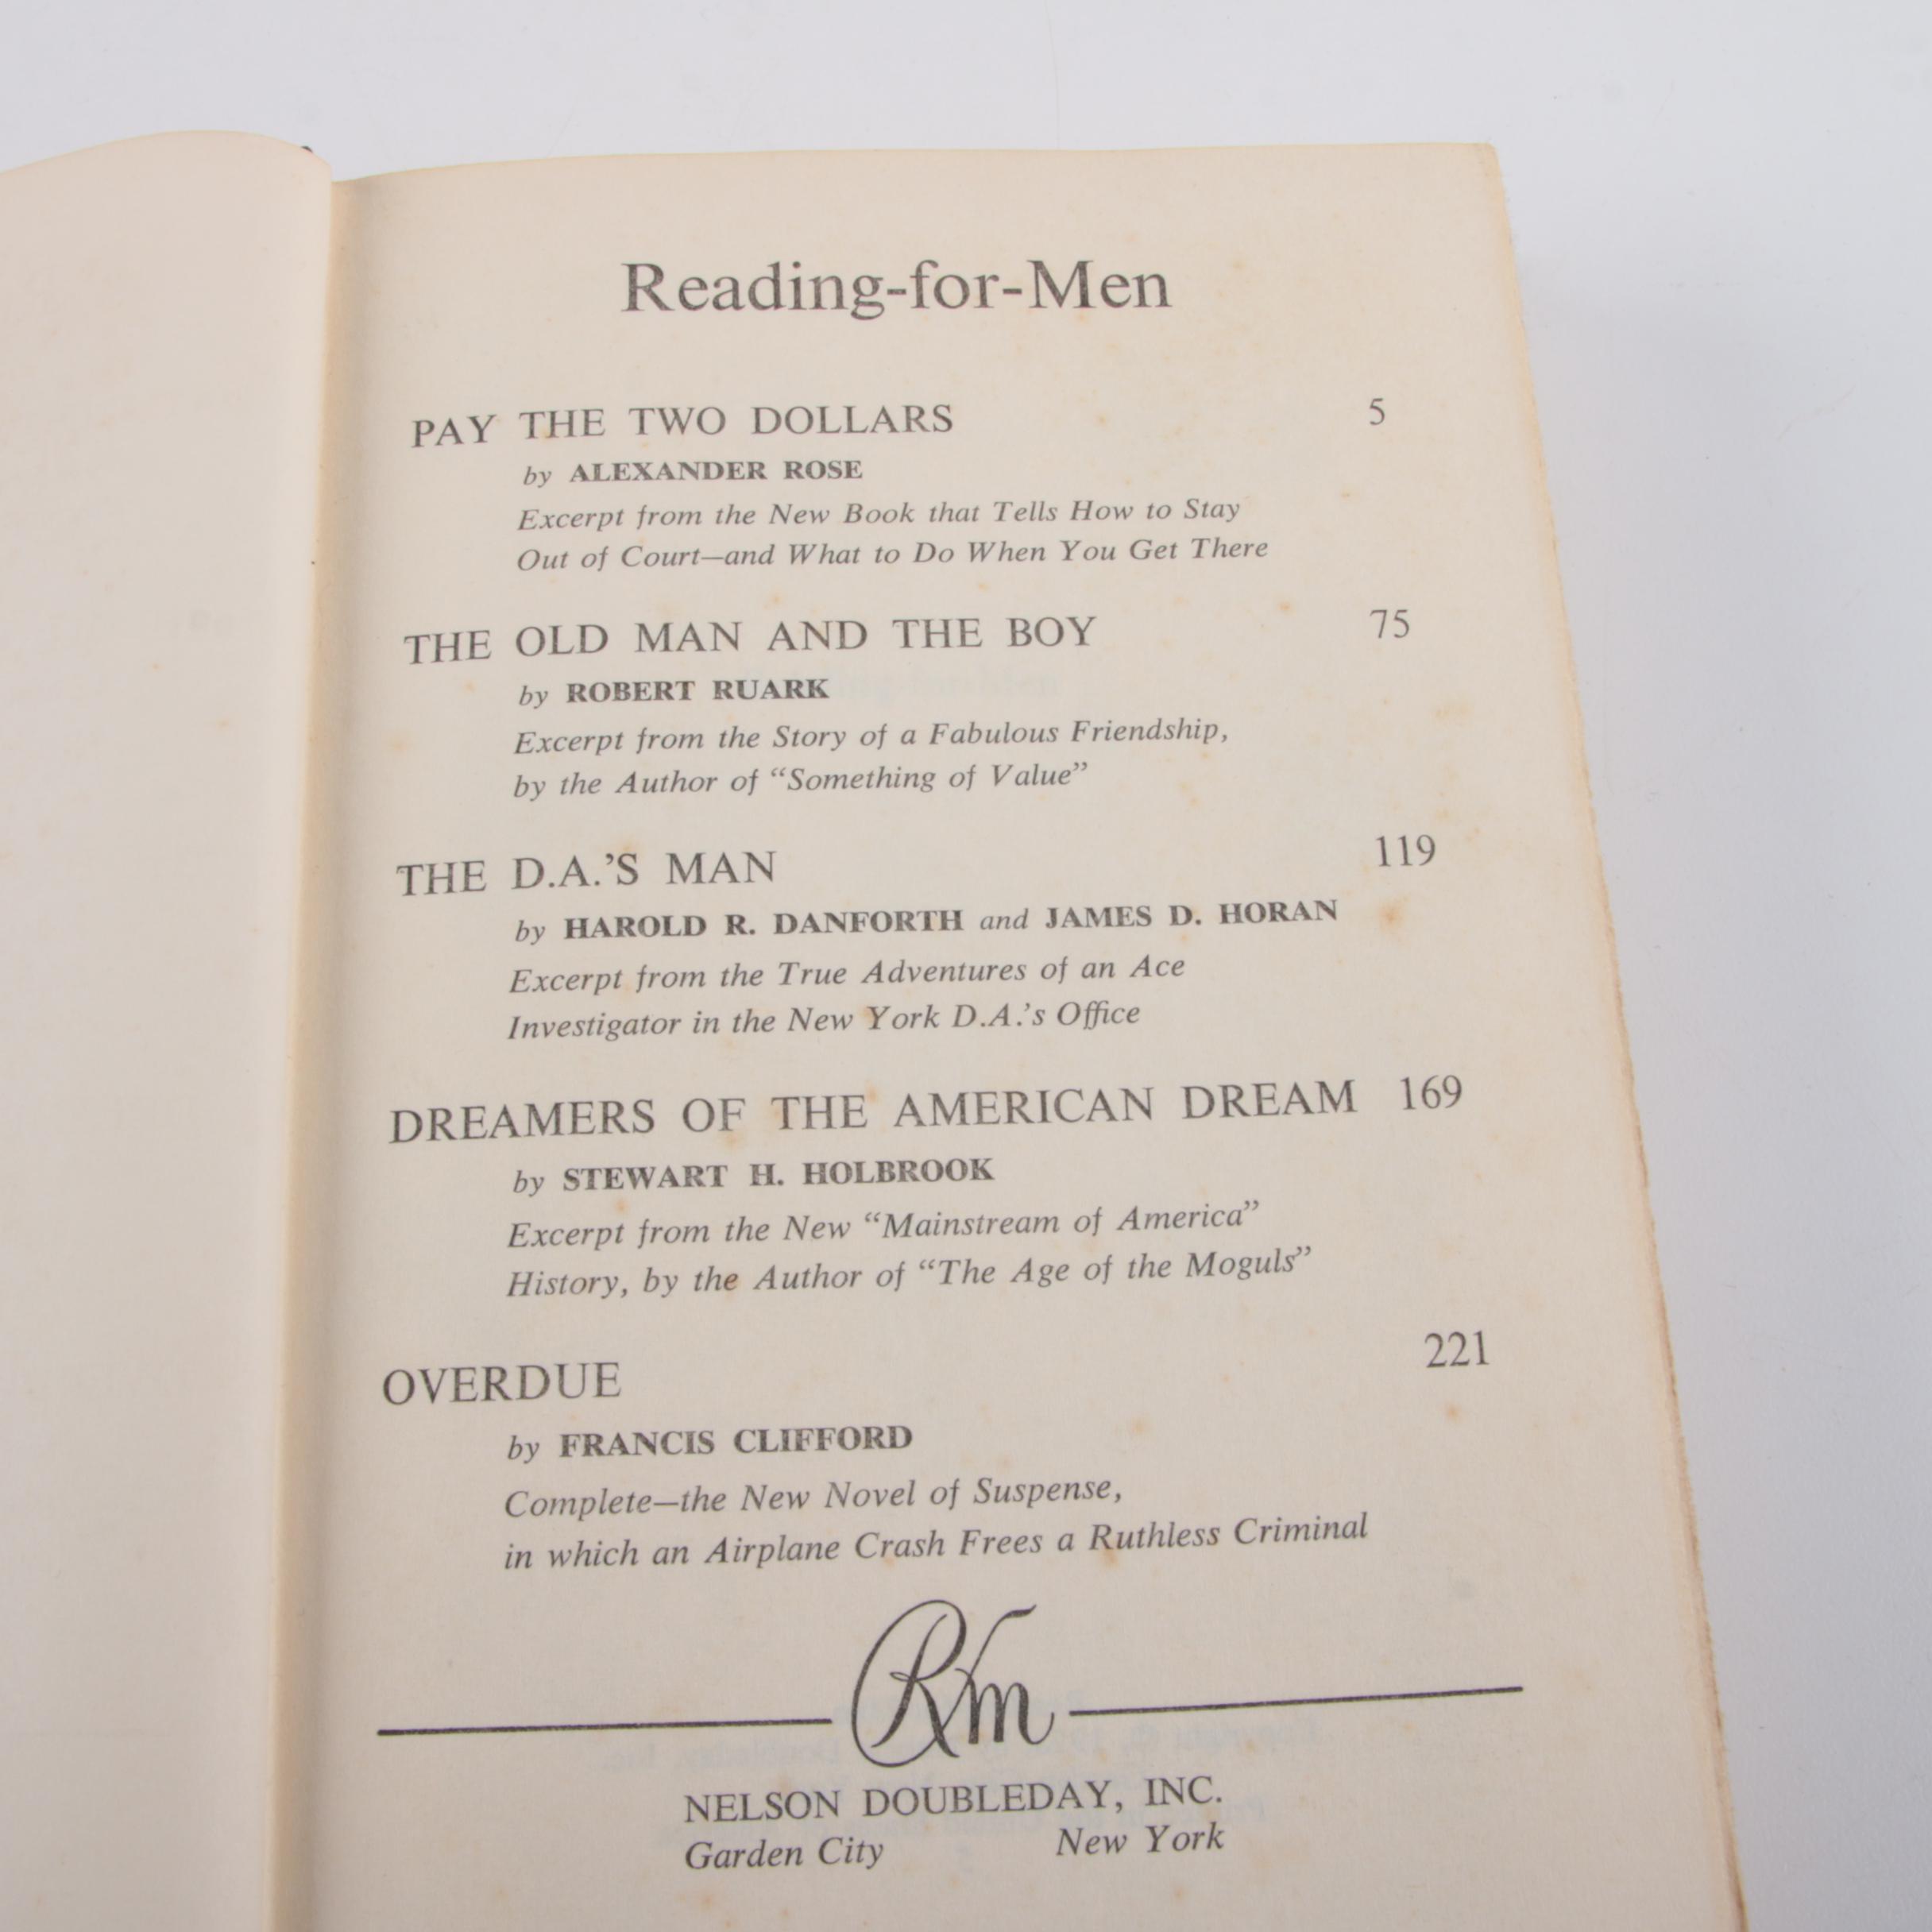 Reading-for-Men
PAY THE TWO DOLLARS 5
by ALEXANDER ROSE
Excerpt from the New Book that Tells How to Stay
Out of Court—and What to Do When You Get There
THE OLD MAN AND THE BOY 75
by ROBERT RUARK
Excerpt from the Story of a Fabulous Friendship,
by the Author of “Something of Value”
THE D.A.’S MAN 119
by HAROLD R. DANFORTH and JAMES D. HORAN
Excerpt from the True Adventures of an Ace
Investigator in the New York D.A.’s Office
DREAMERS OF THE AMERICAN DREAM 169
by STEWART H. HOLBROOK
Excerpt from the New “Mainstream of America”
History, by the Author of “The Age of the Moguls”
OVERDUE 221
by FRANCIS CLIFFORD
Complete—the New Novel of Suspense,
in which an Airplane Crash Frees a Ruthless Criminal
Rfm
NELSON DOUBLEDAY, INC.
Garden City New York